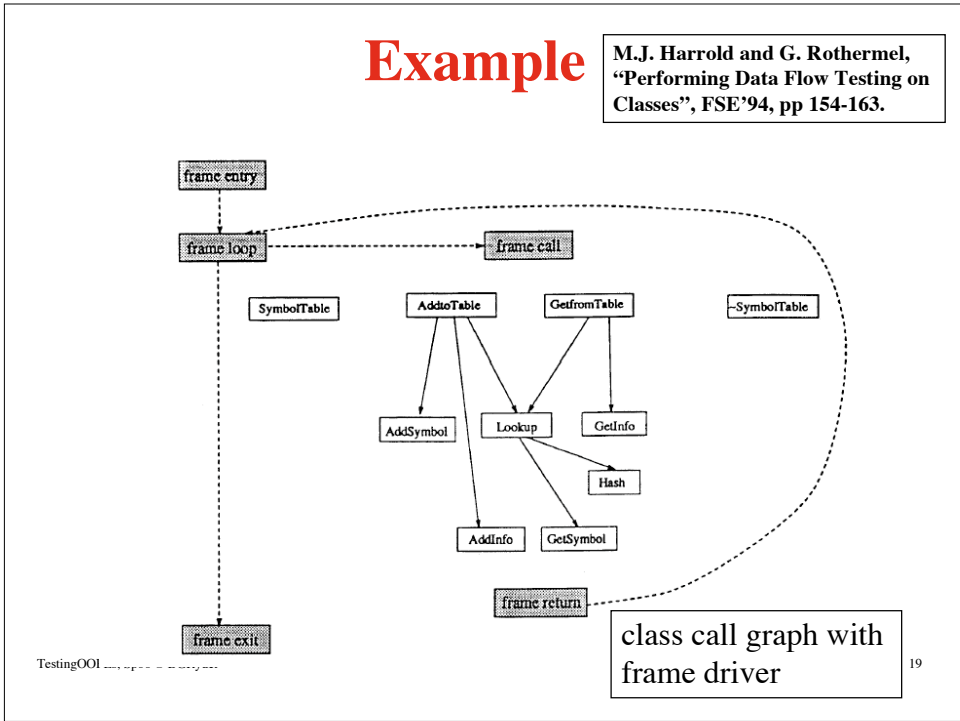 Example
M.J. Harrold and G. Rothermel,
“Performing Data Flow Testing on
Classes”, FSE’94, pp 154-163.
frame entry
frame loop
frame call
SymbolTable
AddtoTable
GetfromTable
~SymbolTable
AddSymbol
Lookup
GetInfo
Hash
AddInfo
GetSymbol
frame return
frame exit
class call graph with
frame driver
TestingOOI
19